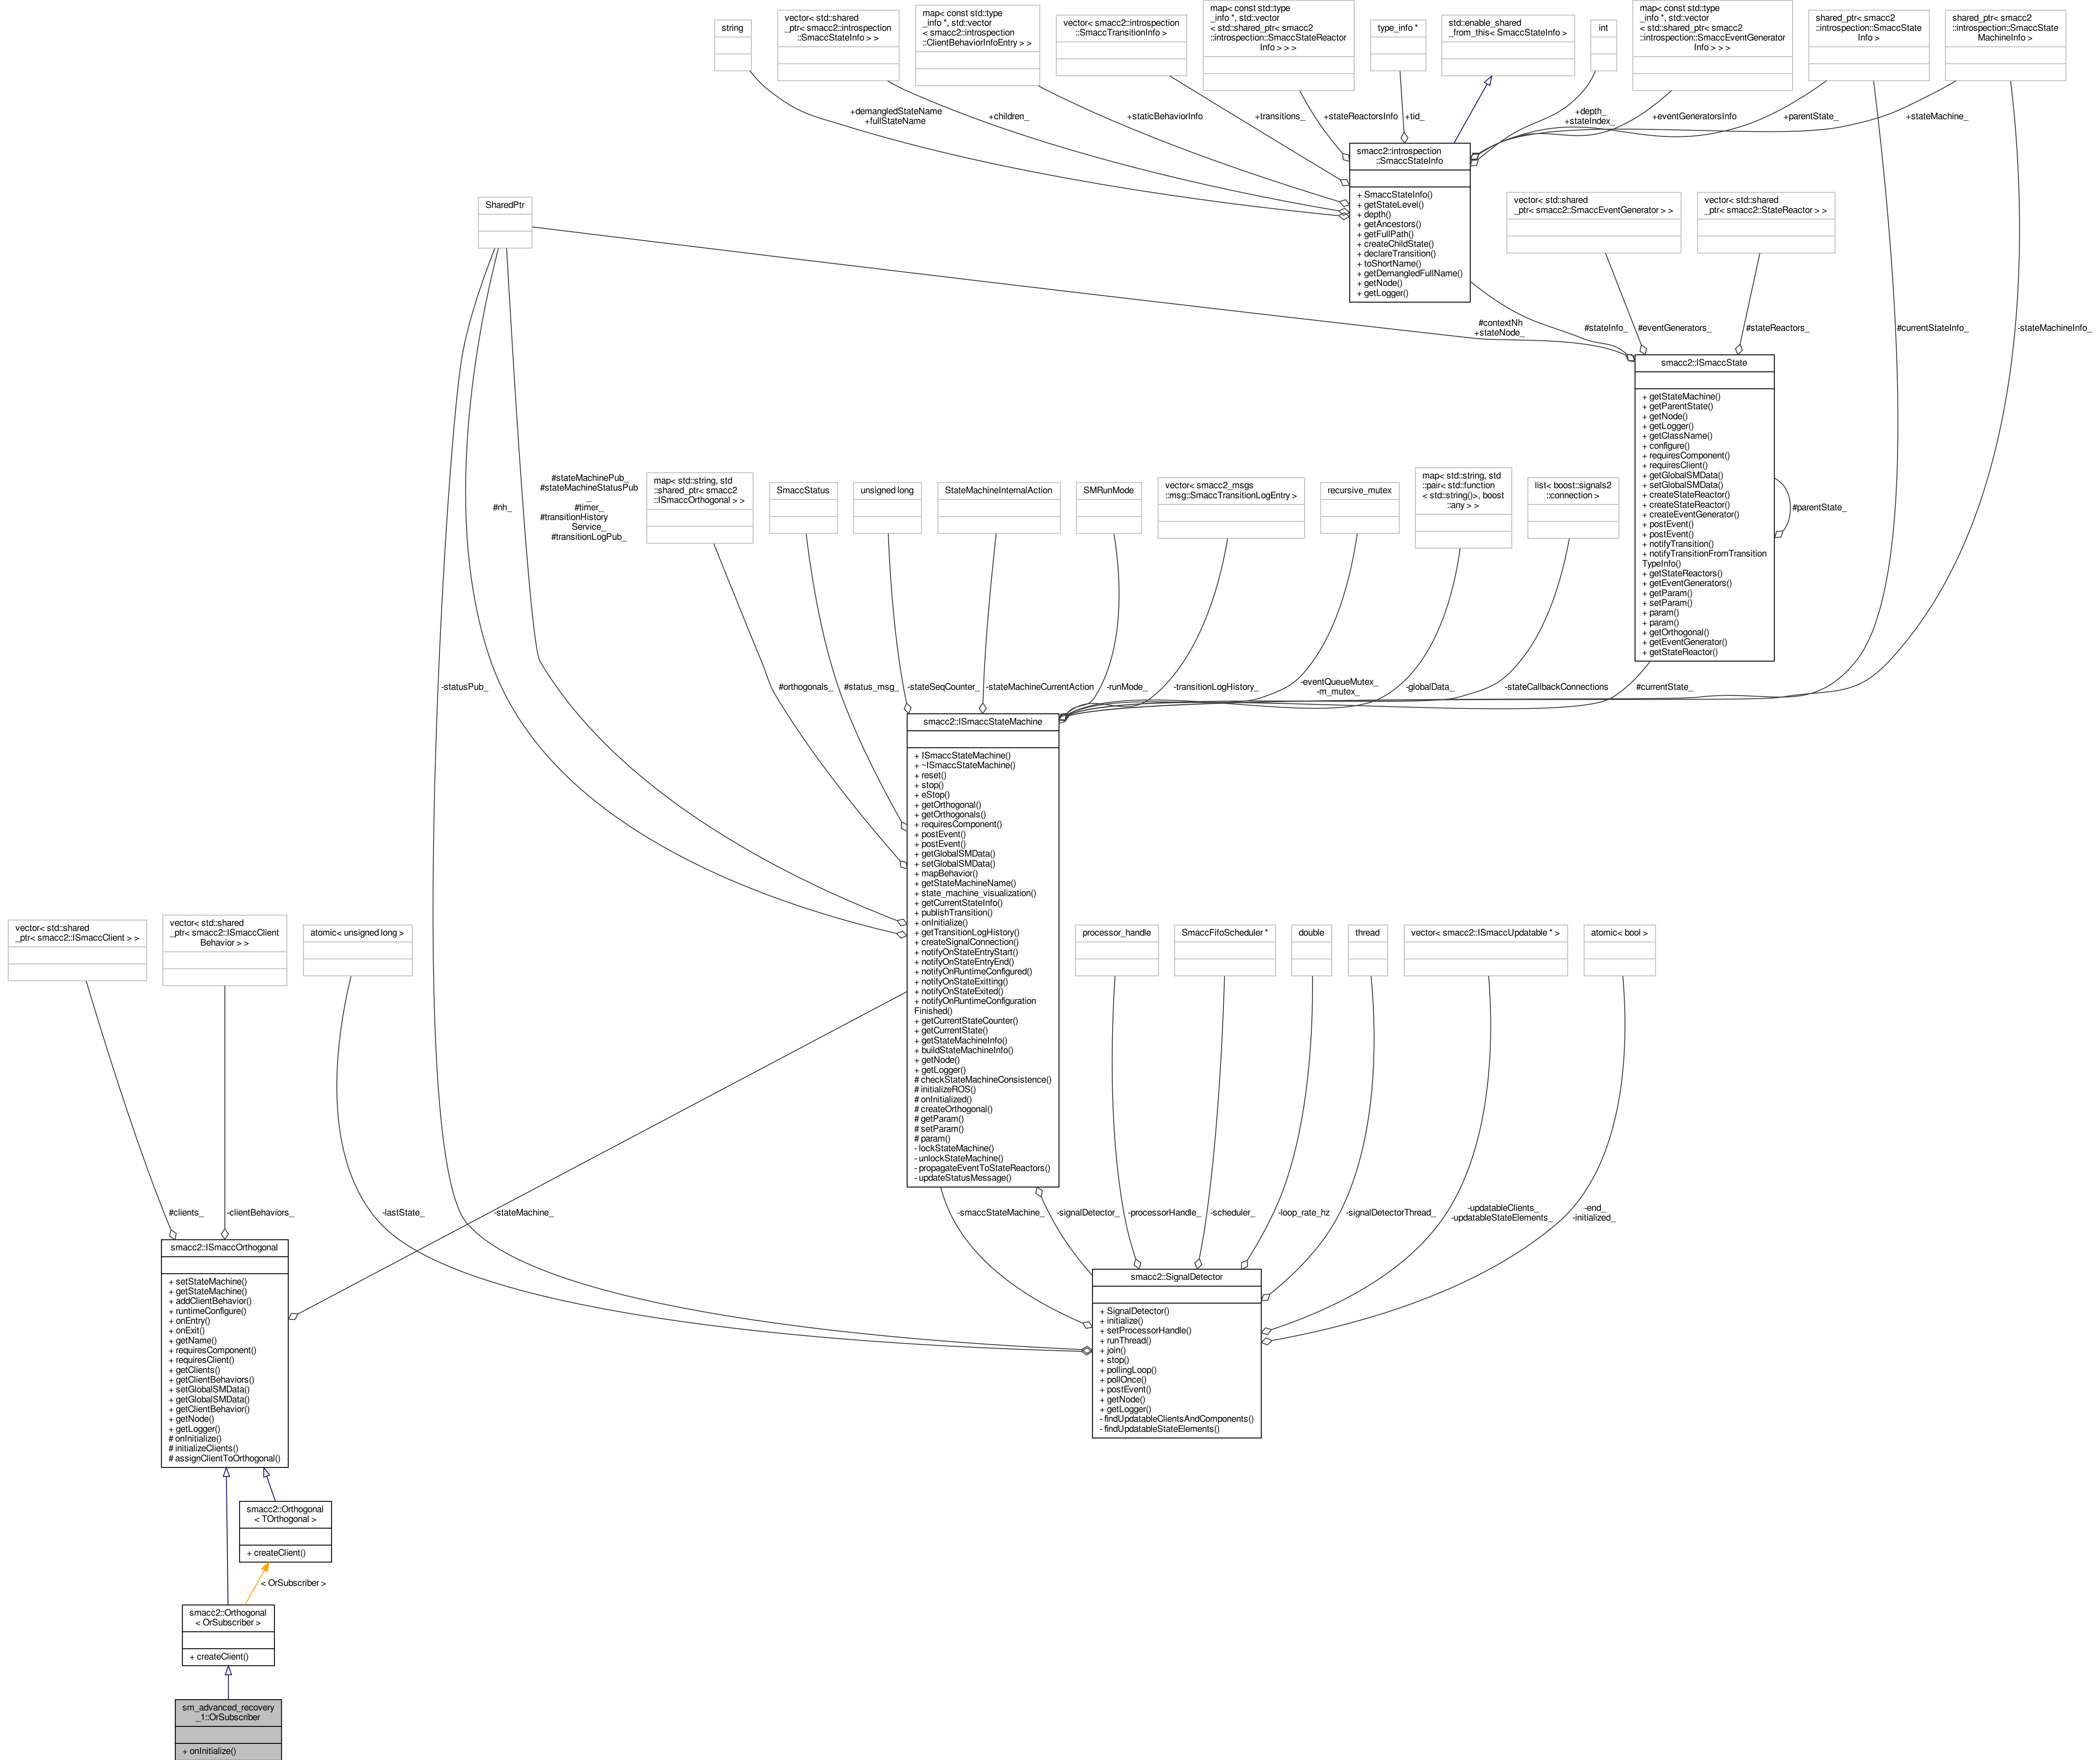 string
vector< std::shared
_ptr< smacc2::introspection
::SmaccStateInfo > >
map< const std::type
_info *, std::vector
< smacc2::introspection
::ClientBehaviorInfoEntry > >
vector< smacc2::introspection
::SmaccTransitionInfo >
map< const std::type
_info *, std::vector
< std::shared_ptr< smacc2
::introspection::SmaccStateReactor
Info > > >
type_info *
std::enable_shared
_from_this< SmaccStateInfo >
int
map< const std::type
_info *, std::vector
< std::shared_ptr< smacc2
::introspection::SmaccEventGenerator
Info > > >
shared_ptr< smacc2
::introspection::SmaccState
Info >
shared_ptr< smacc2
::introspection::SmaccState
MachineInfo >
+demangledStateName
+fullStateName
+children_
+staticBehaviorInfo
+transitions_
+stateReactorsInfo
+tid_
+depth_
+stateIndex_
+eventGeneratorsInfo
+parentState_
+stateMachine_
smacc2::introspection
::SmaccStateInfo
+ SmaccStateInfo()
+ getStateLevel()
+ depth()
+ getAncestors()
+ getFullPath()
+ createChildState()
+ declareTransition()
+ toShortName()
+ getDemangledFullName()
+ getNode()
+ getLogger()
SharedPtr
vector< std::shared
_ptr< smacc2::SmaccEventGenerator > >
vector< std::shared
_ptr< smacc2::StateReactor > >
#contextNh
+stateNode_
#stateInfo_
#eventGenerators_
#stateReactors_
#currentStateInfo_
-stateMachineInfo_
smacc2::ISmaccState
+ getStateMachine()
+ getParentState()
+ getNode()
+ getLogger()
+ getClassName()
+ configure()
+ requiresComponent()
+ requiresClient()
+ getGlobalSMData()
+ setGlobalSMData()
+ createStateReactor()
+ createStateReactor()
+ createEventGenerator()
+ postEvent()
+ postEvent()
+ notifyTransition()
+ notifyTransitionFromTransition
TypeInfo()
+ getStateReactors()
+ getEventGenerators()
+ getParam()
+ setParam()
+ param()
+ param()
+ getOrthogonal()
+ getEventGenerator()
+ getStateReactor()
#parentState_
#nh_
#stateMachinePub_
#stateMachineStatusPub
_
#timer_
#transitionHistory
Service_
#transitionLogPub_
map< std::string, std
::shared_ptr< smacc2
::ISmaccOrthogonal > >
SmaccStatus
unsigned long
StateMachineInternalAction
SMRunMode
vector< smacc2_msgs
::msg::SmaccTransitionLogEntry >
recursive_mutex
map< std::string, std
::pair< std::function
< std::string()>, boost
::any > >
list< boost::signals2
::connection >
-statusPub_
#orthogonals_
#status_msg_
-stateSeqCounter_
-stateMachineCurrentAction
-runMode_
-transitionLogHistory_
-eventQueueMutex_
-m_mutex_
-globalData_
-stateCallbackConnections
#currentState_
smacc2::ISmaccStateMachine
+ ISmaccStateMachine()
+ ~ISmaccStateMachine()
+ reset()
+ stop()
+ eStop()
+ getOrthogonal()
+ getOrthogonals()
+ requiresComponent()
+ postEvent()
+ postEvent()
+ getGlobalSMData()
+ setGlobalSMData()
+ mapBehavior()
+ getStateMachineName()
+ state_machine_visualization()
+ getCurrentStateInfo()
+ publishTransition()
+ onInitialize()
+ getTransitionLogHistory()
+ createSignalConnection()
+ notifyOnStateEntryStart()
+ notifyOnStateEntryEnd()
+ notifyOnRuntimeConfigured()
+ notifyOnStateExitting()
+ notifyOnStateExited()
+ notifyOnRuntimeConfiguration
Finished()
+ getCurrentStateCounter()
+ getCurrentState()
+ getStateMachineInfo()
+ buildStateMachineInfo()
+ getNode()
+ getLogger()
# checkStateMachineConsistence()
# initializeROS()
# onInitialized()
# createOrthogonal()
# getParam()
# setParam()
# param()
- lockStateMachine()
- unlockStateMachine()
- propagateEventToStateReactors()
- updateStatusMessage()
vector< std::shared
_ptr< smacc2::ISmaccClient > >
vector< std::shared
_ptr< smacc2::ISmaccClient
Behavior > >
atomic< unsigned long >
processor_handle
SmaccFifoScheduler *
double
thread
vector< smacc2::ISmaccUpdatable * >
atomic< bool >
#clients_
-clientBehaviors_
-lastState_
-stateMachine_
-smaccStateMachine_
-signalDetector_
-processorHandle_
-scheduler_
-loop_rate_hz
-signalDetectorThread_
-updatableClients_
-updatableStateElements_
-end_
-initialized_
smacc2::ISmaccOrthogonal
+ setStateMachine()
+ getStateMachine()
+ addClientBehavior()
+ runtimeConfigure()
+ onEntry()
+ onExit()
+ getName()
+ requiresComponent()
+ requiresClient()
+ getClients()
+ getClientBehaviors()
+ setGlobalSMData()
+ getGlobalSMData()
+ getClientBehavior()
+ getNode()
+ getLogger()
# onInitialize()
# initializeClients()
# assignClientToOrthogonal()
smacc2::SignalDetector
+ SignalDetector()
+ initialize()
+ setProcessorHandle()
+ runThread()
+ join()
+ stop()
+ pollingLoop()
+ pollOnce()
+ postEvent()
+ getNode()
+ getLogger()
- findUpdatableClientsAndComponents()
- findUpdatableStateElements()
smacc2::Orthogonal
< TOrthogonal >
+ createClient()
< OrSubscriber >
smacc2::Orthogonal
< OrSubscriber >
+ createClient()
sm_advanced_recovery
_1::OrSubscriber
+ onInitialize()